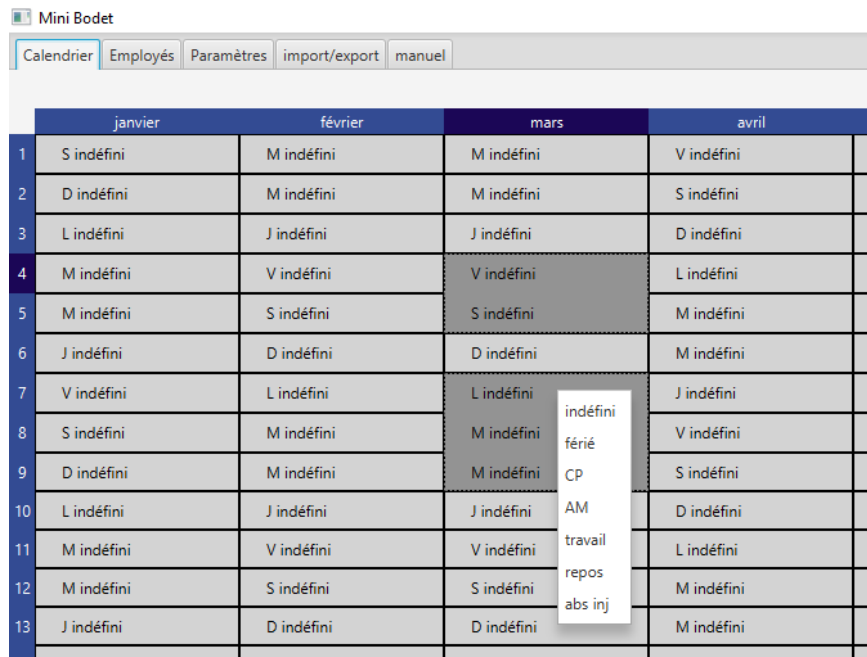 Mini Bodet
Calendrier Employés Paramètres import/export manuel
janvier février mars avril
1 S indéfini M indéfini M indéfini V indéfini
2 D indéfini M indéfini M indéfini S indéfini
3 L indéfini J indéfini J indéfini D indéfini
4 M indéfini V indéfini V indéfini L indéfini
5 M indéfini S indéfini S indéfini M indéfini
6 J indéfini D indéfini D indéfini M indéfini
7 V indéfini L indéfini L indéfini J indéfini
8 S indéfini M indéfini M indéfini V indéfini
9 D indéfini M indéfini M indéfini S indéfini
10 L indéfini J indéfini J indéfini D indéfini
11 M indéfini V indéfini V indéfini L indéfini
12 M indéfini S indéfini S indéfini M indéfini
13 J indéfini D indéfini D indéfini M indéfini
indéfini
férié
CP
AM
travail
repos
abs inj